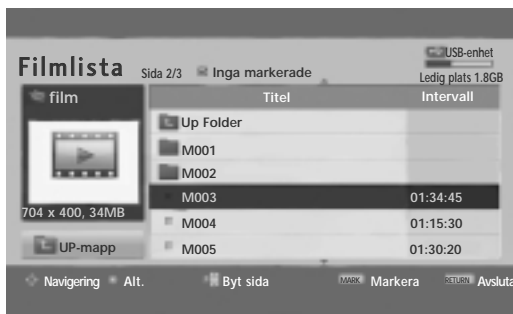 USB-enhet
Filmlista Sida 2/3 Inga markerade
Ledig plats 1.8GB
film Titel Intervall
Up Folder
M001
M002
M003 01:34:45
704 x 400, 34MB
M004 01:15:30
UP-mapp
M005 01:30:20
Navigering Alt. Byt sida MARK Markera RETURN Avsluta